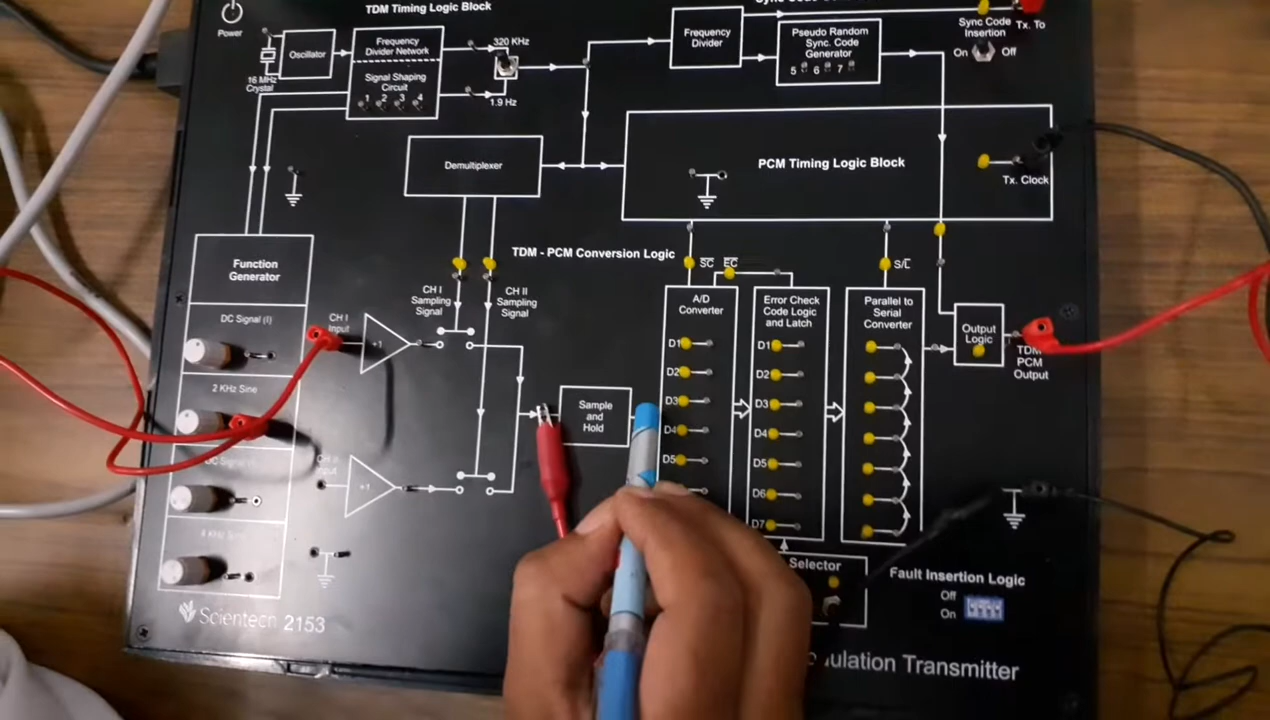 TDM Timing Logic Block
Power
Oscillator
16 MHz
Crystal
Frequency
Divider Network
Signal Shaping
Circuit
1 2 3 4
320 KHz
1.9 Hz
Frequency
Divider
Pseudo Random
Sync. Code
Generator
5 6 7
Sync Code
Insertion
On Off
Tx. To
Demultiplexer
PCM Timing Logic Block
Tx. Clock
TDM - PCM Conversion Logic
Function
Generator
DC Signal (I)
2 KHz Sine
CH I
Input
+1
CH I
Sampling
Signal
CH II
Sampling
Signal
Sample
and
Hold
Input
+1
SC
EC
S/L
A/D
Converter
D1
D2
D3
D4
D5
Error Check
Code Logic
and Latch
D1
D2
D3
D4
D5
D6
D7
Parallel to
Serial
Converter
Output
Logic
TDM
PCM
Output
Selector
Fault Insertion Logic
Off
On
Scientech 2153
Transmitter